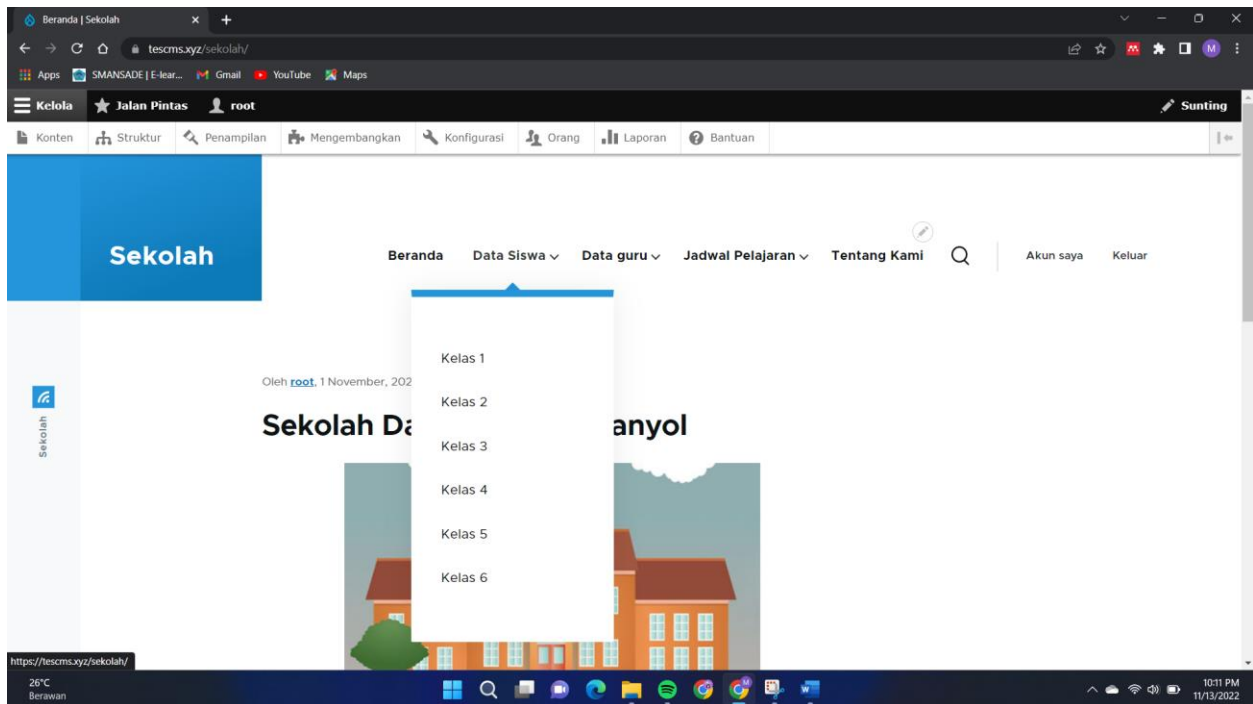 Beranda | Sekolah
tescms.xyz/sekolah/
Apps SMANSADE | E-lear... Gmail YouTube Maps
M
Kelola Jalan Pintas root Sunting
Konten Struktur Penampilan Mengembangkan Konfigurasi Orang Laporan Bantuan
Sekolah
Beranda Data Siswa Data guru Jadwal Pelajaran Tentang Kami Akun saya Keluar
Kelas 1
Kelas 2
Kelas 3
Kelas 4
Kelas 5
Kelas 6
Oleh root, 1 November, 202
Sekolah Da anyol
Sekolah
https://tescms.xyz/sekolah/
26°C
Berawan
10:11 PM
11/13/2022